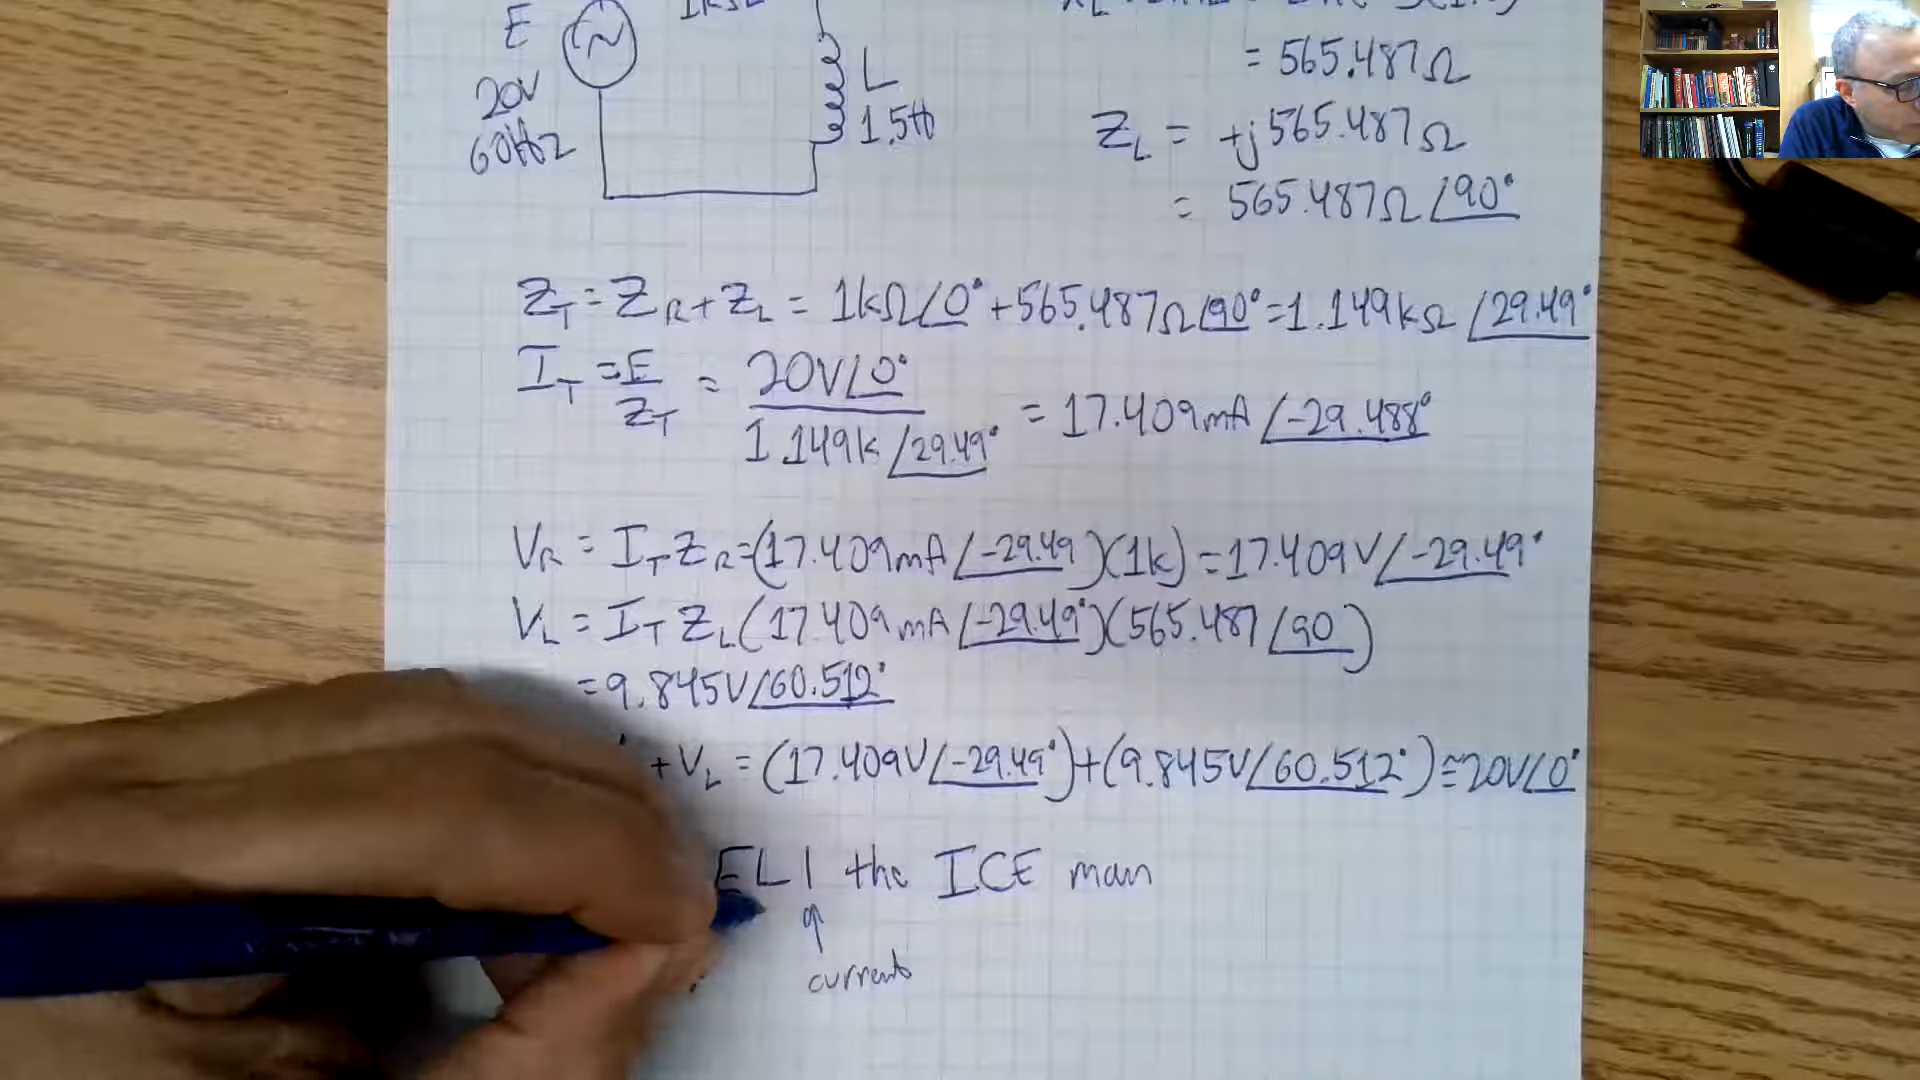 E
1kΩ
= 565.487Ω
20V
60Hz
L
1.5H
Z_L = +j565.487Ω
= 565.487Ω∠90°
Z_T = Z_R + Z_L = 1kΩ∠0° + 565.487Ω∠90° = 1.149kΩ∠29.49°
I_T = E/Z_T = 20V∠0° / 1.149k∠29.49° = 17.409mA∠-29.488°
V_R = I_T Z_R = (17.409mA∠-29.49)(1k) = 17.409V∠-29.49°
V_L = I_T Z_L (17.409mA∠-29.49°)(565.487∠90)
= 9.845V∠60.512°
+ V_L = (17.409V∠-29.49°) + (9.845V∠60.512°) ≅ 20V∠0°
ELI the ICE man
current